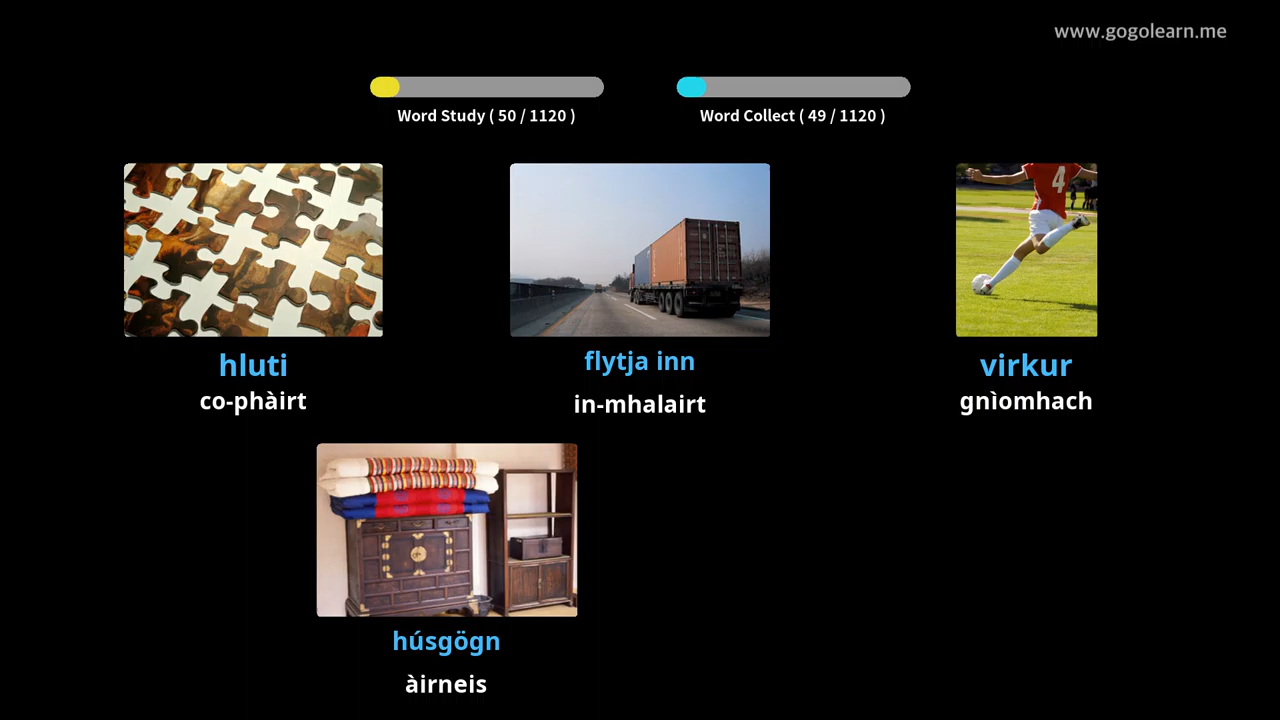 www.gogolearn.me
Word Study ( 50 / 1120 )
Word Collect ( 49 / 1120 )
hluti
co-phàirt
flytja inn
in-mhalairt
virkur
gnìomhach
4
húsgögn
àirneis